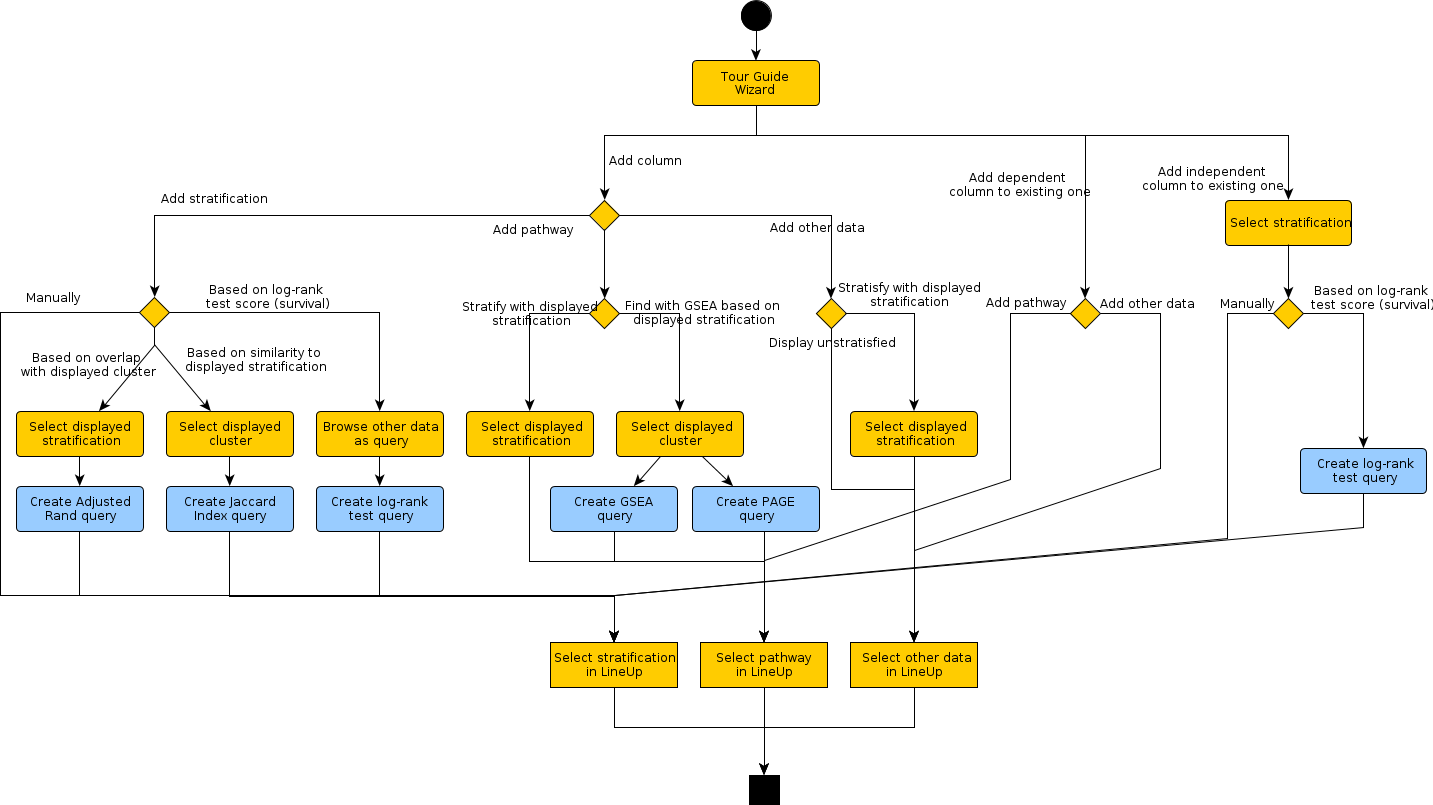 Tour Guide
Wizard
Add column
Add dependent
column to existing one
Add independent
column to existing one
Add stratification
Add pathway
Add other data
Select stratification
Manually
Based on log-rank
test score (survival)
Stratify with displayed
stratification
Find with GSEA based on
displayed stratification
Stratisfy with displayed
stratification
Display unstratisfied
Add pathway
Add other data
Manually
Based on log-rank
test score (survival)
Based on overlap
with displayed cluster
Based on similarity to
displayed stratification
Select displayed
stratification
Select displayed
cluster
Browse other data
as query
Select displayed
stratification
Select displayed
cluster
Select displayed
stratification
Create log-rank
test query
Create Adjusted
Rand query
Create Jaccard
Index query
Create log-rank
test query
Create GSEA
query
Create PAGE
query
Select stratification
in LineUp
Select pathway
in LineUp
Select other data
in LineUp